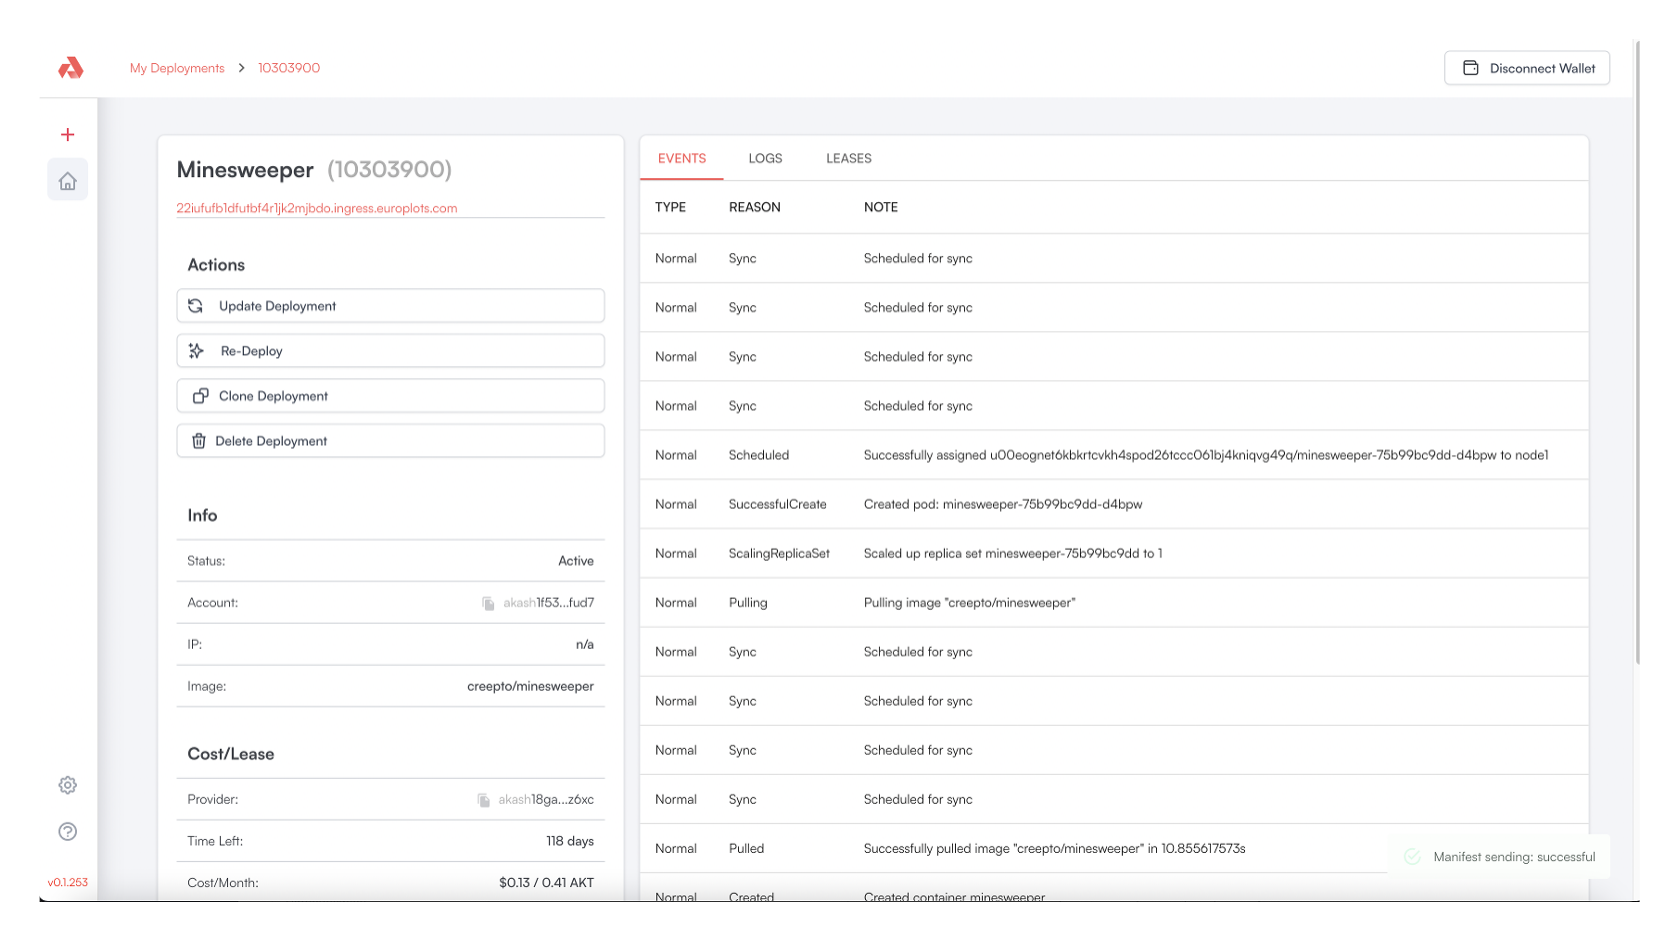 My Deployments > 10303900
Disconnect Wallet
Minesweeper (10303900)
22iufufb1dfutbf4r1jk2mjbdo.ingress.europlots.com
Actions
Update Deployment
Re-Deploy
Clone Deployment
Delete Deployment
Info
Status: Active
Account: akash1f53...fud7
IP: n/a
Image: creepto/minesweeper
Cost/Lease
Provider: akash18ga...z6xc
Time Left: 118 days
Cost/Month: $0.13 / 0.41 AKT
v0.1.253
EVENTS LOGS LEASES
TYPE REASON NOTE
Normal Sync Scheduled for sync
Normal Sync Scheduled for sync
Normal Sync Scheduled for sync
Normal Sync Scheduled for sync
Normal Scheduled Successfully assigned u00eognet6kbkrtcvkh4spod26tccc061bj4kniqvg49q/minesweeper-75b99bc9dd-d4bpw to node1
Normal SuccessfulCreate Created pod: minesweeper-75b99bc9dd-d4bpw
Normal ScalingReplicaSet Scaled up replica set minesweeper-75b99bc9dd to 1
Normal Pulling Pulling image "creepto/minesweeper"
Normal Sync Scheduled for sync
Normal Sync Scheduled for sync
Normal Sync Scheduled for sync
Normal Sync Scheduled for sync
Normal Pulled Successfully pulled image "creepto/minesweeper" in 10.855617573s
Manifest sending: successful
Normal Created Created container minesweeper